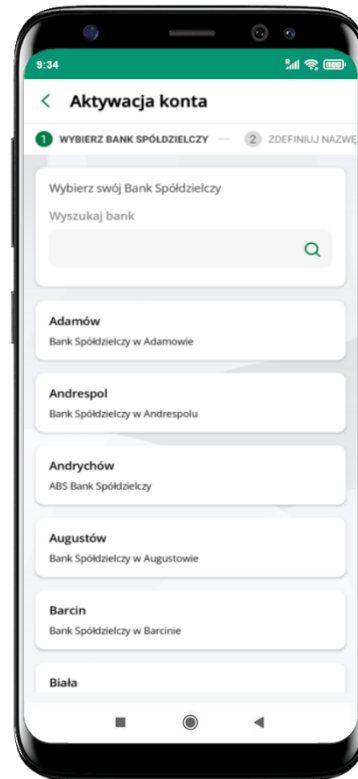 9:34
Aktywacja konta
1 WYBIERZ BANK SPÓŁDZIELCZY 2 ZDEFINIUJ NAZWĘ
Wybierz swój Bank Spółdzielczy
Wyszukaj bank
Adamów
Bank Spółdzielczy w Adamowie
Andrespol
Bank Spółdzielczy w Andrespolu
Andrychów
ABS Bank Spółdzielczy
Augustów
Bank Spółdzielczy w Augustowie
Barcin
Bank Spółdzielczy w Barcinie
Biała